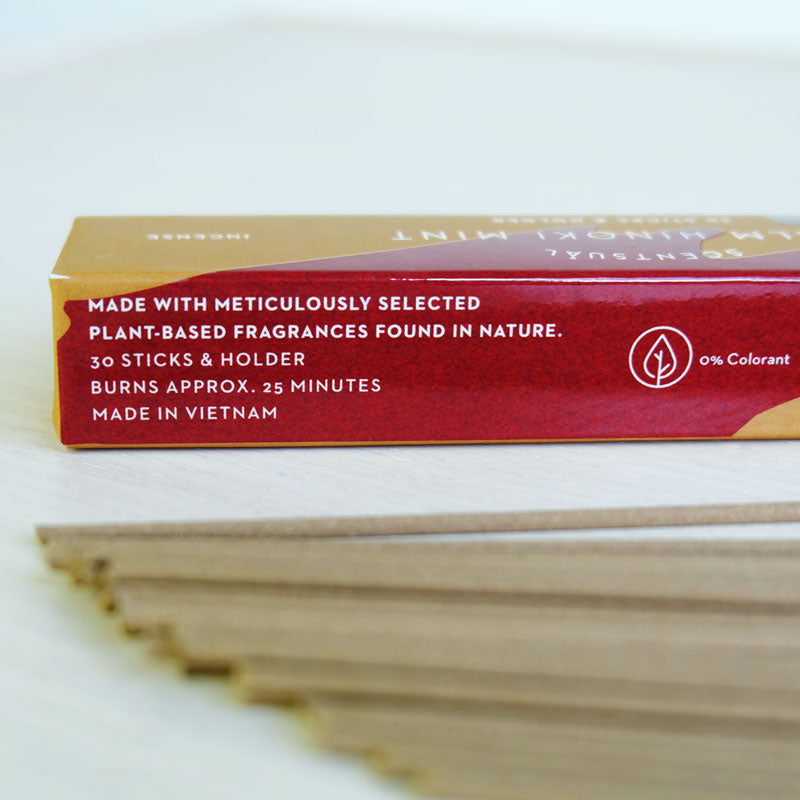 INCENSE
30 STICKS & HOLDER
HINOKI MINT
SCENTSUAL
MADE WITH METICULOUSLY SELECTED
PLANT-BASED FRAGRANCES FOUND IN NATURE.
30 STICKS & HOLDER
BURNS APPROX. 25 MINUTES
MADE IN VIETNAM
0% Colorant